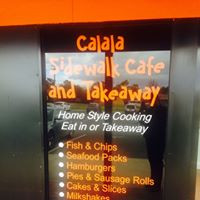 Calala
Sidewalk Cafe
and Takeaway
Home Style Cooking
Eat in or Takeaway
Fish & Chips
Seafood Packs
Hamburgers
Pies & Sausage Rolls
Cakes & Slices
Milkshakes